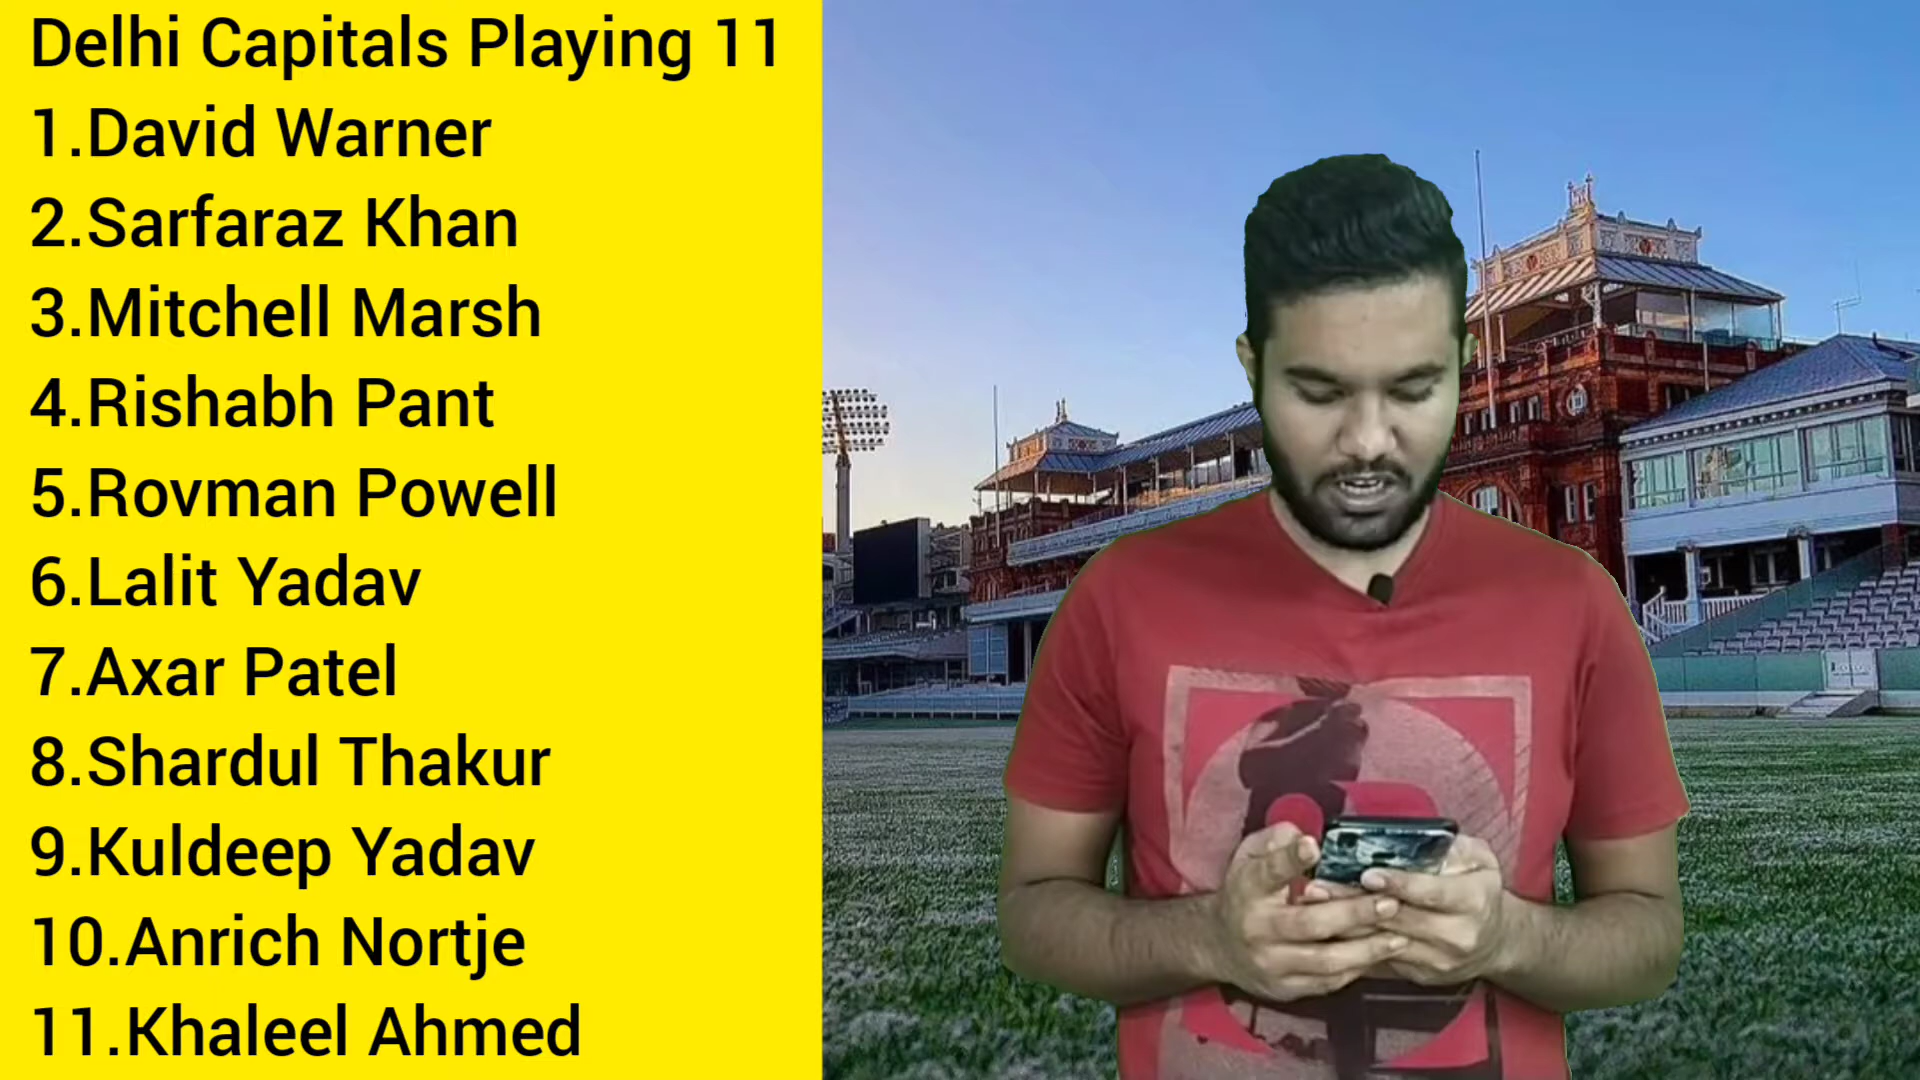 Delhi Capitals Playing 11
1.David Warner
2.Sarfaraz Khan
3.Mitchell Marsh
4.Rishabh Pant
5.Rovman Powell
6.Lalit Yadav
7.Axar Patel
8.Shardul Thakur
9.Kuldeep Yadav
10.Anrich Nortje
11.Khaleel Ahmed